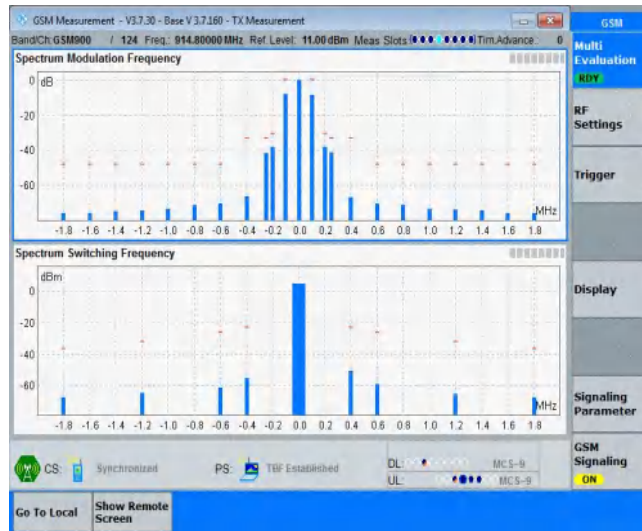 GSM Measurement - V3.7.30 - Base V 3.7.160 - TX Measurement
GSM
Band/Ch: GSM900 / 124 Freq.: 914.80000 MHz Ref. Level: 11.00 dBm Meas Slots Tim.Advance: 0
Multi
Evaluation
RDY
Spectrum Modulation Frequency
dB
0
-20
-40
-60
MHz
-1.8 -1.6 -1.4 -1.2 -1.0 -0.8 -0.6 -0.4 -0.2 0.0 0.2 0.4 0.6 0.8 1.0 1.2 1.4 1.6 1.8
RF
Settings
Trigger
Spectrum Switching Frequency
dBm
0
-20
-40
-60
MHz
-1.8 -1.6 -1.4 -1.2 -1.0 -0.8 -0.6 -0.4 -0.2 0.0 0.2 0.4 0.6 0.8 1.0 1.2 1.4 1.6 1.8
Display
Signaling
Parameter
CS: Synchronized PS: TBF Established
DL: MCS-9
UL: MCS-9
GSM
Signaling
ON
Go To Local
Show Remote
Screen